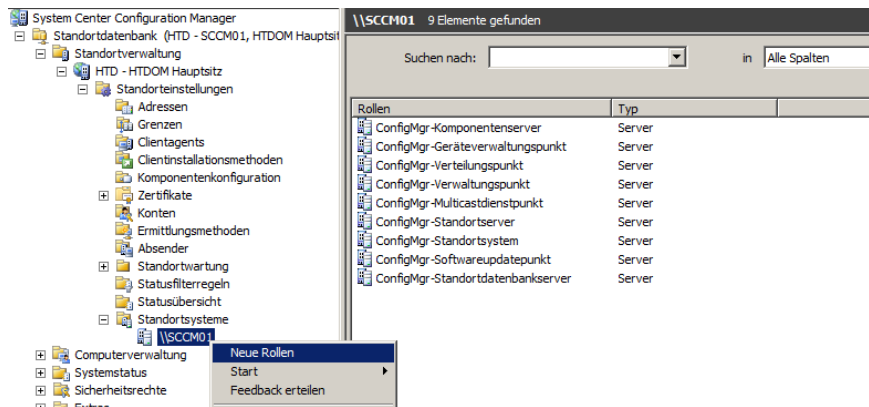 System Center Configuration Manager
Standortdatenbank (HTD - SCCM01, HTDOM Hauptsit
Standortverwaltung
HTD - HTDOM Hauptsitz
Standorteinstellungen
Adressen
Grenzen
Clientagents
Clientinstallationsmethoden
Komponentenkonfiguration
Zertifikate
Konten
Ermittlungsmethoden
Absender
Standortwartung
Statusfilterregeln
Statusübersicht
Standortsysteme
\\SCCM01
Computerverwaltung
Systemstatus
Sicherheitsrechte
Neue Rollen
Start
Feedback erteilen
\\SCCM01 9 Elemente gefunden
Suchen nach: in Alle Spalten
Rollen Typ
ConfigMgr-Komponentenserver Server
ConfigMgr-Geräteverwaltungspunkt Server
ConfigMgr-Verteilungspunkt Server
ConfigMgr-Verwaltungspunkt Server
ConfigMgr-Multicastdienstpunkt Server
ConfigMgr-Standortserver Server
ConfigMgr-Standortsystem Server
ConfigMgr-Softwareupdatepunkt Server
ConfigMgr-Standortdatenbankserver Server